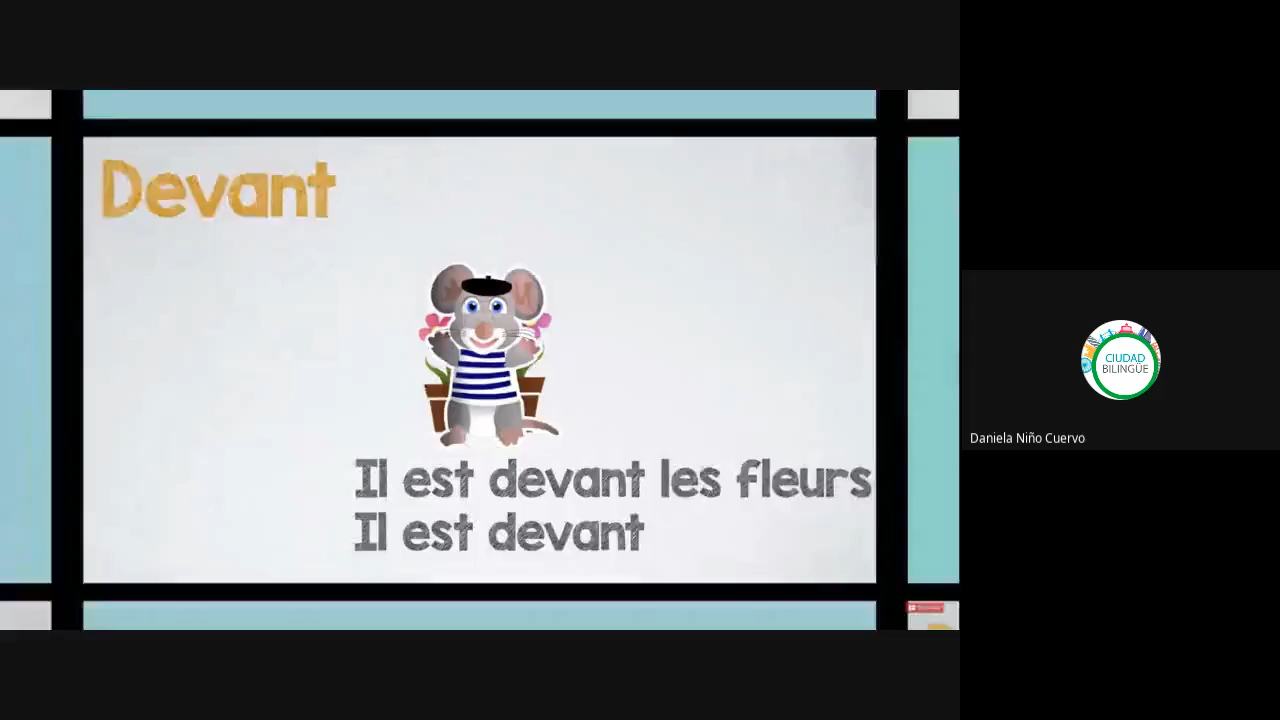 Devant
Il est devant les fleurs
Il est devant
CIUDAD
BILINGÜE
Daniela Niño Cuervo